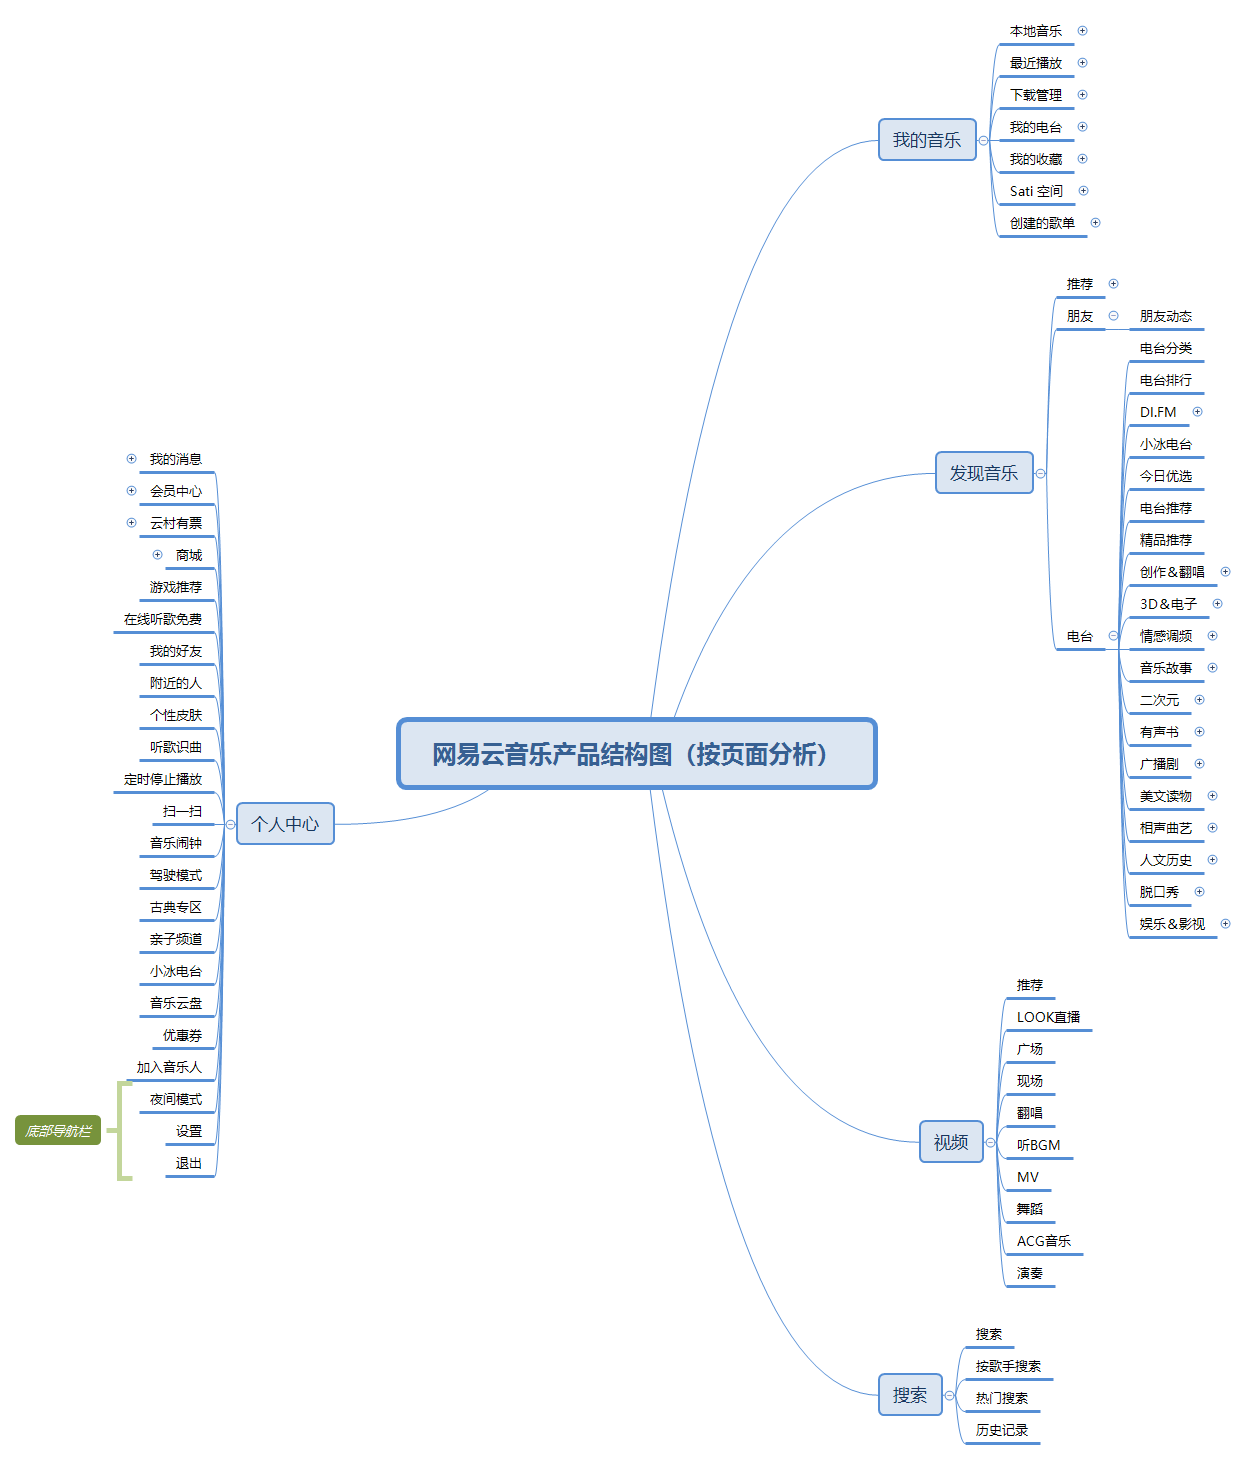 网易云音乐产品结构图（按页面分析）
我的音乐
本地音乐
最近播放
下载管理
我的电台
我的收藏
Sati 空间
创建的歌单
发现音乐
推荐
朋友
朋友动态
电台
电台分类
电台排行
DI.FM
小冰电台
今日优选
电台推荐
精品推荐
创作＆翻唱
3D＆电子
情感调频
音乐故事
二次元
有声书
广播剧
美文读物
相声曲艺
人文历史
脱口秀
娱乐＆影视
视频
推荐
LOOK直播
广场
现场
翻唱
听BGM
MV
舞蹈
ACG音乐
演奏
搜索
搜索
按歌手搜索
热门搜索
历史记录
个人中心
我的消息
会员中心
云村有票
商城
游戏推荐
在线听歌免费
我的好友
附近的人
个性皮肤
听歌识曲
定时停止播放
扫一扫
音乐闹钟
驾驶模式
古典专区
亲子频道
小冰电台
音乐云盘
优惠券
加入音乐人
夜间模式
设置
退出
底部导航栏